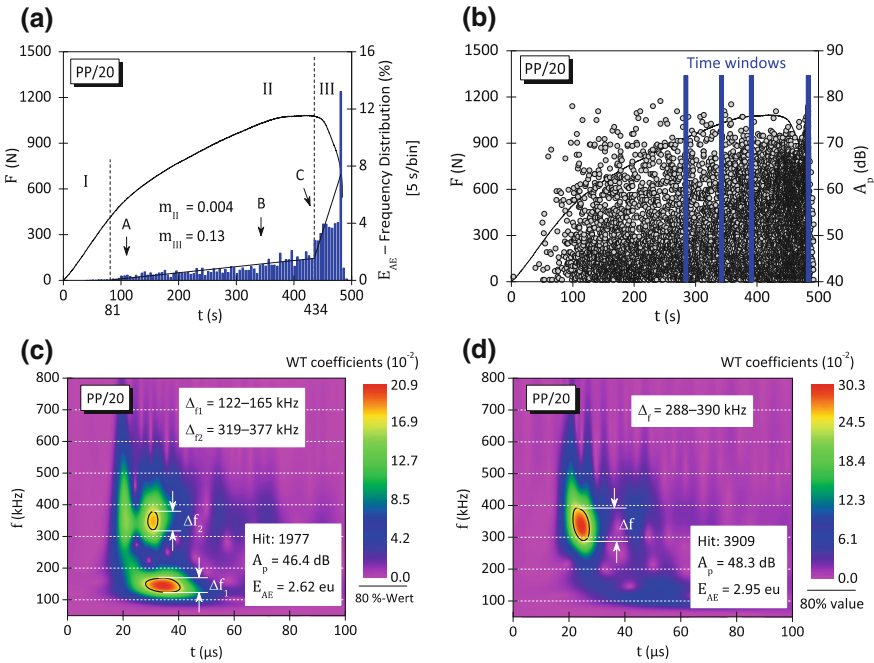 (a)
PP/20
F (N)
1500
1200
900
600
300
0
I
II
III
A
B
C
m_II = 0.004
m_III = 0.13
16
12
8
4
0
E_AE – Frequency Distribution (%)
[5 s/bin]
0 100 200 300 400 500
81 434
t (s)
(b)
PP/20
Time windows
F (N)
1500
1200
900
600
300
0
90
80
70
60
50
40
A_p (dB)
0 100 200 300 400 500
t (s)
(c)
WT coefficients (10⁻²)
PP/20
Δ_f1 = 122–165 kHz
Δ_f2 = 319–377 kHz
f (kHz)
800
700
600
500
400
300
200
100
Δf₂
Δf₁
Hit: 1977
A_p = 46.4 dB
E_AE = 2.62 eu
20.9
16.7
12.7
8.5
4.2
0.0
80 %-Wert
0 20 40 60 80 100
t (µs)
(d)
WT coefficients (10⁻²)
PP/20
Δ_f = 288–390 kHz
f (kHz)
800
700
600
500
400
300
200
100
Δf
Hit: 3909
A_p = 48.3 dB
E_AE = 2.95 eu
30.3
24.5
18.4
12.3
6.1
0.0
80% value
0 20 40 60 80 100
t (µs)